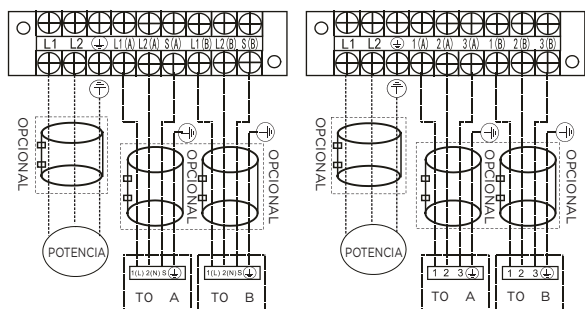 L1 L2 L1(A) L2(A) S(A) L1(B) L2(B) S(B)
OPCIONAL
OPCIONAL
OPCIONAL
POTENCIA
1(L) 2(N) S
1(L) 2(N) S
TO A
TO B
L1 L2 1(A) 2(A) 3(A) 1(B) 2(B) 3(B)
OPCIONAL
OPCIONAL
OPCIONAL
POTENCIA
1 2 3
1 2 3
TO A
TO B